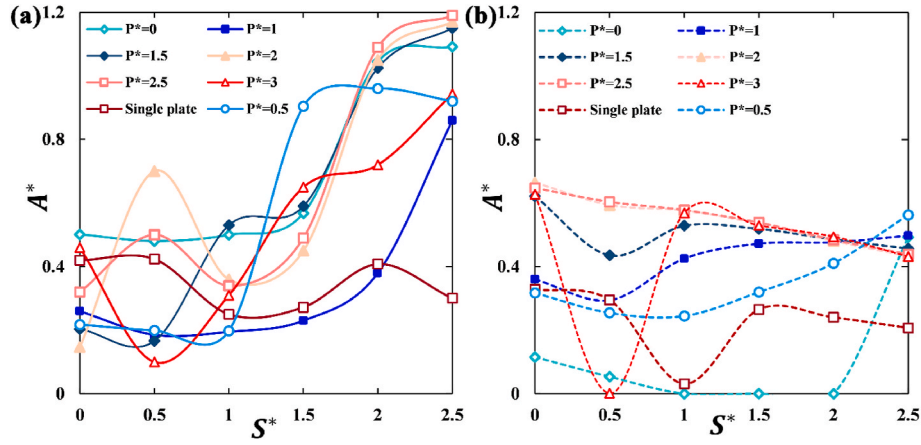 (a)
1.2
0.8
0.4
0
A*
P*=0
P*=1
P*=1.5
P*=2
P*=2.5
P*=3
Single plate
P*=0.5
0 0.5 1 1.5 2 2.5
S*
(b)
1.2
0.8
0.4
0
A*
P*=0
P*=1
P*=1.5
P*=2
P*=2.5
P*=3
Single plate
P*=0.5
0 0.5 1 1.5 2 2.5
S*